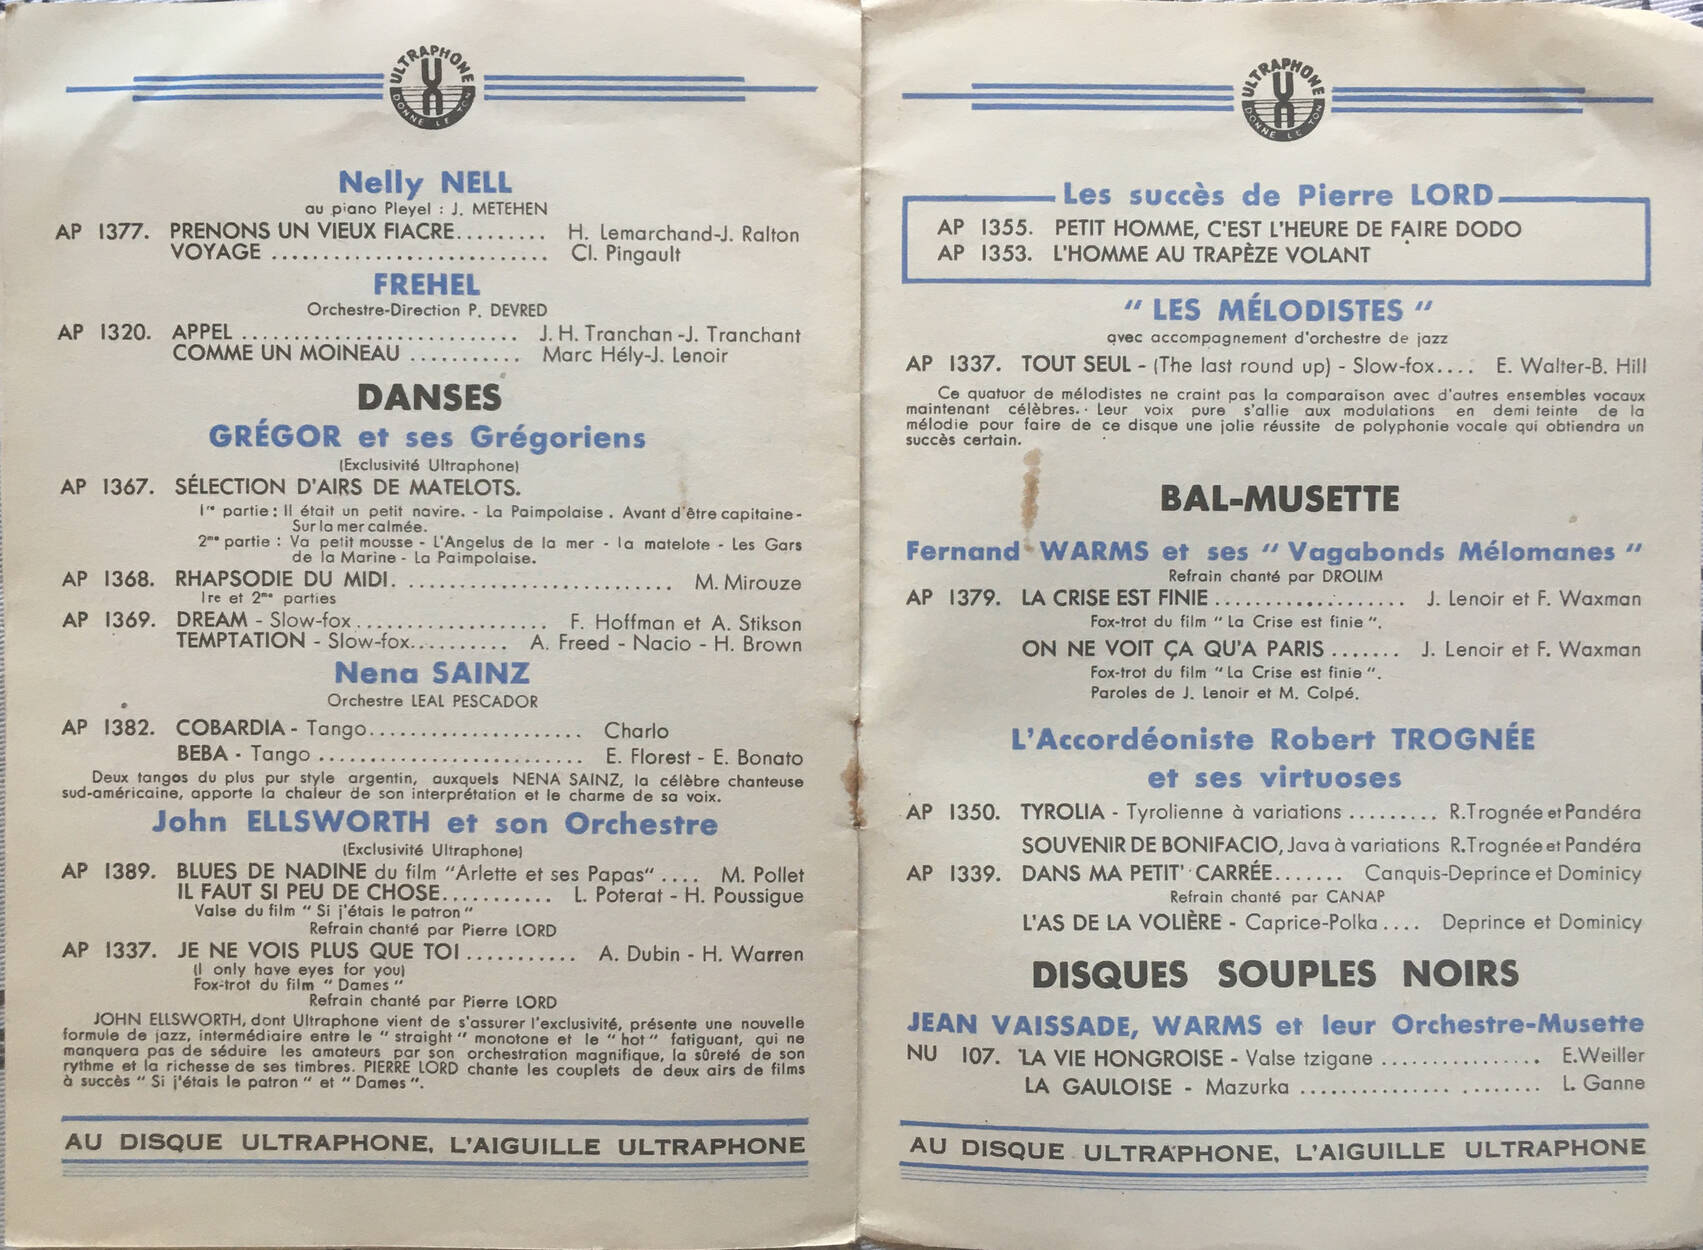 ULTRAPHONE
DONNE LE TON
Nelly NELL
au piano Pleyel : J. METEHEN
AP 1377. PRENONS UN VIEUX FIACRE......... H. Lemarchand-J. Ralton
VOYAGE ........................... Cl. Pingault
FREHEL
Orchestre-Direction P. DEVRED
AP 1320. APPEL ........................... J. H. Tranchan -J. Tranchant
COMME UN MOINEAU ........... Marc Hély-J. Lenoir
DANSES
GRÉGOR et ses Grégoriens
(Exclusivité Ultraphone)
AP 1367. SÉLECTION D'AIRS DE MATELOTS.
1re partie : Il était un petit navire. - La Paimpolaise . Avant d'être capitaine -
Sur la mer calmée.
2me partie : Va petit mousse - L'Angelus de la mer - la matelote - Les Gars
de la Marine - La Paimpolaise.
AP 1368. RHAPSODIE DU MIDI. .......................... M. Mirouze
1re et 2me parties
AP 1369. DREAM - Slow-fox................... F. Hoffman et A. Stikson
TEMPTATION - Slow-fox.......... A. Freed - Nacio - H. Brown
Nena SAINZ
Orchestre LEAL PESCADOR
AP 1382. COBARDIA - Tango..................... Charlo
BEBA - Tango .......................... E. Florest - E. Bonato
Deux tangos du plus pur style argentin, auxquels NENA SAINZ, la célèbre chanteuse
sud-américaine, apporte la chaleur de son interprétation et le charme de sa voix.
John ELLSWORTH et son Orchestre
(Exclusivité Ultraphone)
AP 1389. BLUES DE NADINE du film "Arlette et ses Papas" .... M. Pollet
IL FAUT SI PEU DE CHOSE........... L. Poterat - H. Poussigue
Valse du film " Si j'étais le patron "
Refrain chanté par Pierre LORD
AP 1337. JE NE VOIS PLUS QUE TOI........... A. Dubin - H. Warren
(I only have eyes for you)
Fox-trot du film " Dames "
Refrain chanté par Pierre LORD
JOHN ELLSWORTH, dont Ultraphone vient de s'assurer l'exclusivité, présente une nouvelle
formule de jazz, intermédiaire entre le " straight " monotone et le " hot " fatiguant, qui ne
manquera pas de séduire les amateurs par son orchestration magnifique, la sûreté de son
rythme et la richesse de ses timbres. PIERRE LORD chante les couplets de deux airs de films
à succès " Si j'étais le patron " et " Dames ".
AU DISQUE ULTRAPHONE, L'AIGUILLE ULTRAPHONE
ULTRAPHONE
DONNE LE TON
Les succès de Pierre LORD
AP 1355. PETIT HOMME, C'EST L'HEURE DE FAIRE DODO
AP 1353. L'HOMME AU TRAPÈZE VOLANT
" LES MÉLODISTES "
avec accompagnement d'orchestre de jazz
AP 1337. TOUT SEUL - (The last round up) - Slow-fox.... E. Walter-B. Hill
Ce quatuor de mélodistes ne craint pas la comparaison avec d'autres ensembles vocaux
maintenant célèbres. Leur voix pure s'allie aux modulations en demi teinte de la
mélodie pour faire de ce disque une jolie réussite de polyphonie vocale qui obtiendra un
succès certain.
BAL-MUSETTE
Fernand WARMS et ses " Vagabonds Mélomanes "
Refrain chanté par DROLIM
AP 1379. LA CRISE EST FINIE................... J. Lenoir et F. Waxman
Fox-trot du film " La Crise est finie ".
ON NE VOIT ÇA QU'A PARIS....... J. Lenoir et F. Waxman
Fox-trot du film " La Crise est finie ".
Paroles de J. Lenoir et M. Colpé.
L'Accordéoniste Robert TROGNÉE
et ses virtuoses
AP 1350. TYROLIA - Tyrolienne à variations ......... R.Trognée et Pandéra
SOUVENIR DE BONIFACIO, Java à variations R.Trognée et Pandéra
AP 1339. DANS MA PETIT' CARRÉE....... Canquis-Deprince et Dominicy
Refrain chanté par CANAP
L'AS DE LA VOLIÈRE - Caprice-Polka.... Deprince et Dominicy
DISQUES SOUPLES NOIRS
JEAN VAISSADE, WARMS et leur Orchestre-Musette
NU 107. LA VIE HONGROISE - Valse tzigane ............... E.Weiller
LA GAULOISE - Mazurka ....................... L. Ganne
AU DISQUE ULTRAPHONE, L'AIGUILLE ULTRAPHONE